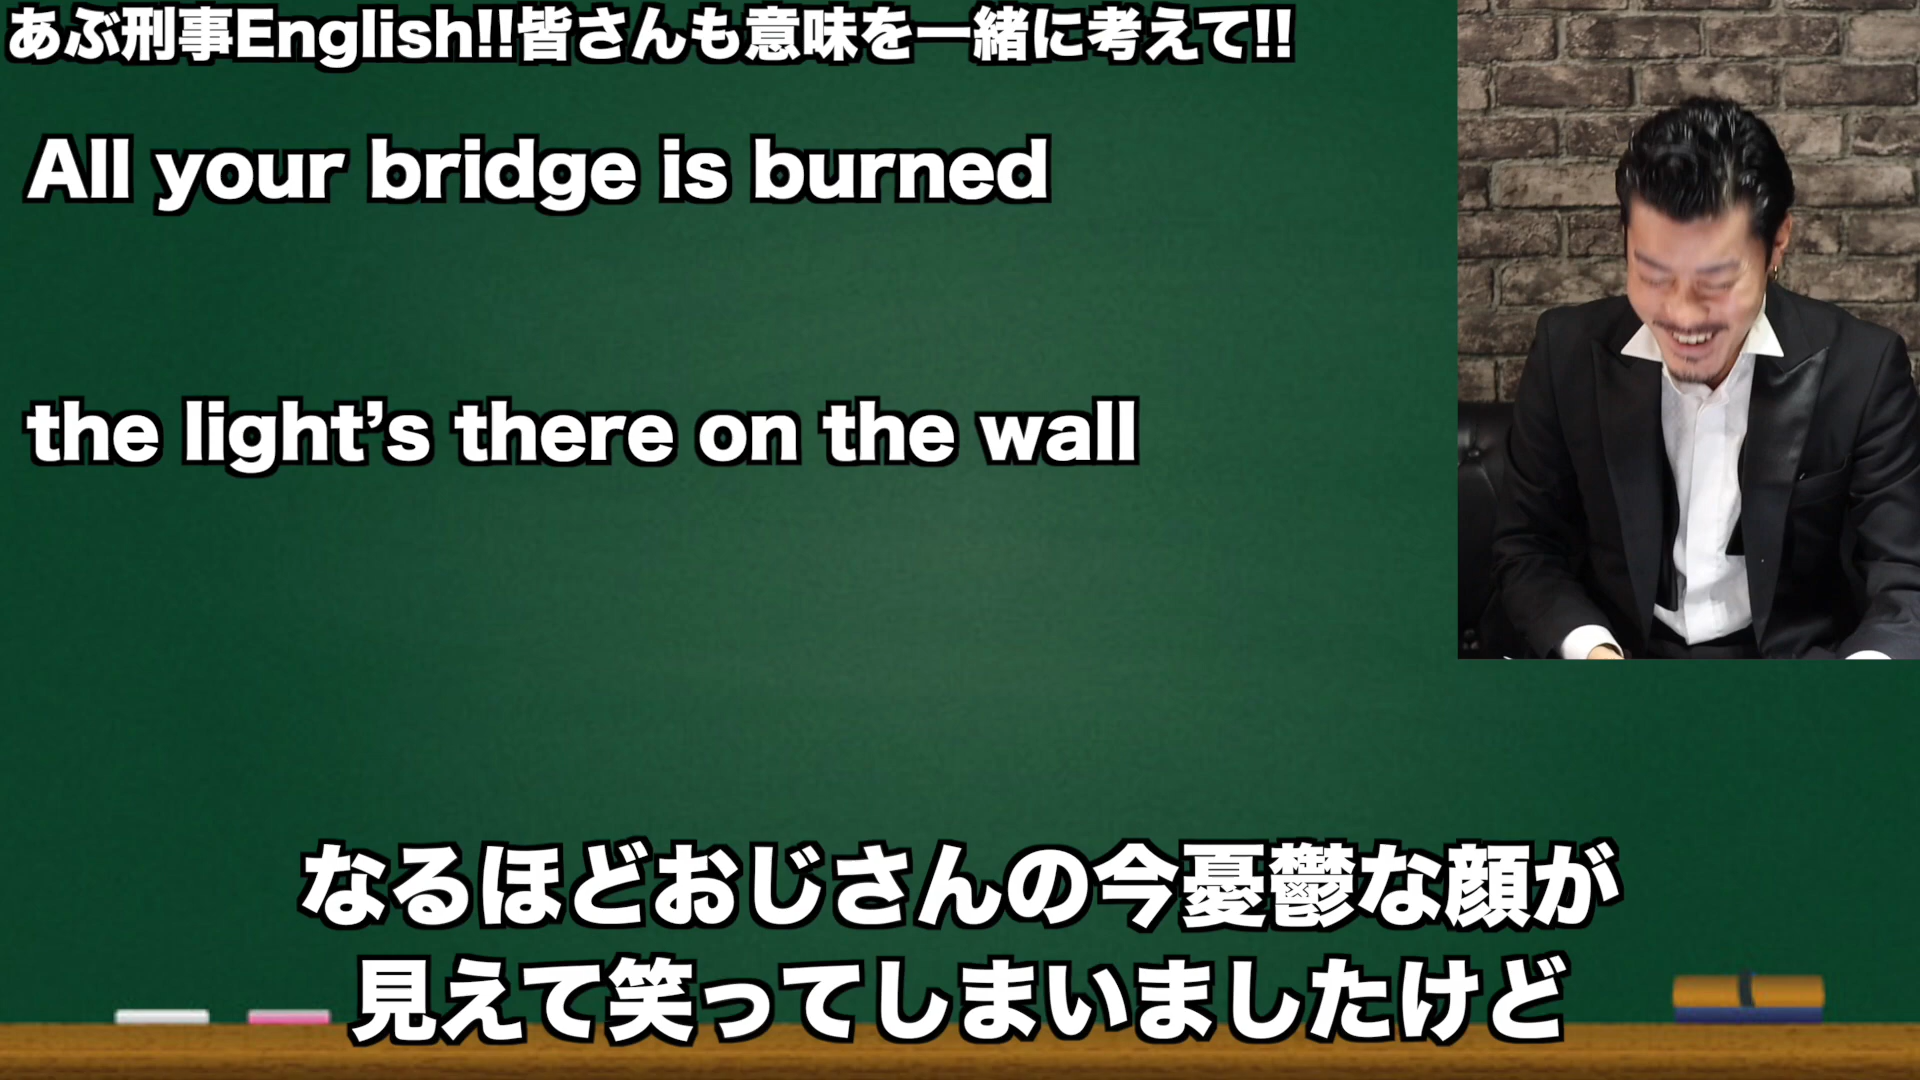 あぶ刑事English!!皆さんも意味を一緒に考えて!!
All your bridge is burned
the light’s there on the wall
なるほどおじさんの今憂鬱な顔が
見えて笑ってしまいましたけど